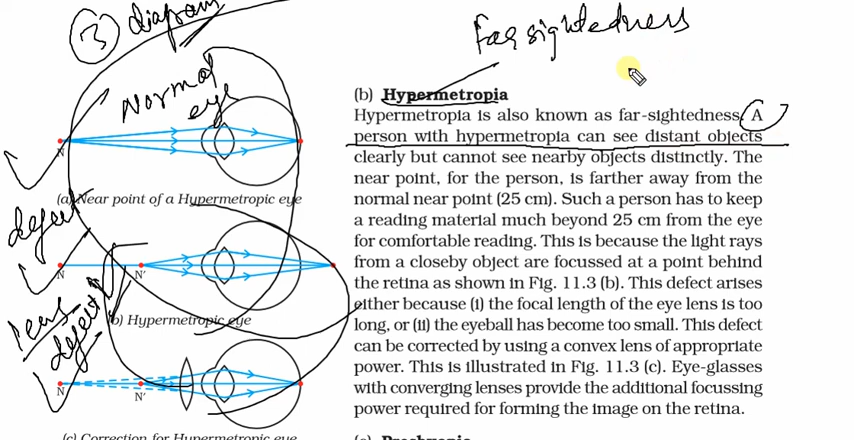 ③ diagram
Far sightedness
Normal
eye
N
(a) Near point of a Hypermetropic eye
defect
N
N'
(b) Hypermetropic eye
defect
N
N'
(c) Correction for Hypermetropic eye
(b) Hypermetropia
Hypermetropia is also known as far-sightedness. A
person with hypermetropia can see distant objects
clearly but cannot see nearby objects distinctly. The
near point, for the person, is farther away from the
normal near point (25 cm). Such a person has to keep
a reading material much beyond 25 cm from the eye
for comfortable reading. This is because the light rays
from a closeby object are focussed at a point behind
the retina as shown in Fig. 11.3 (b). This defect arises
either because (i) the focal length of the eye lens is too
long, or (ii) the eyeball has become too small. This defect
can be corrected by using a convex lens of appropriate
power. This is illustrated in Fig. 11.3 (c). Eye-glasses
with converging lenses provide the additional focussing
power required for forming the image on the retina.